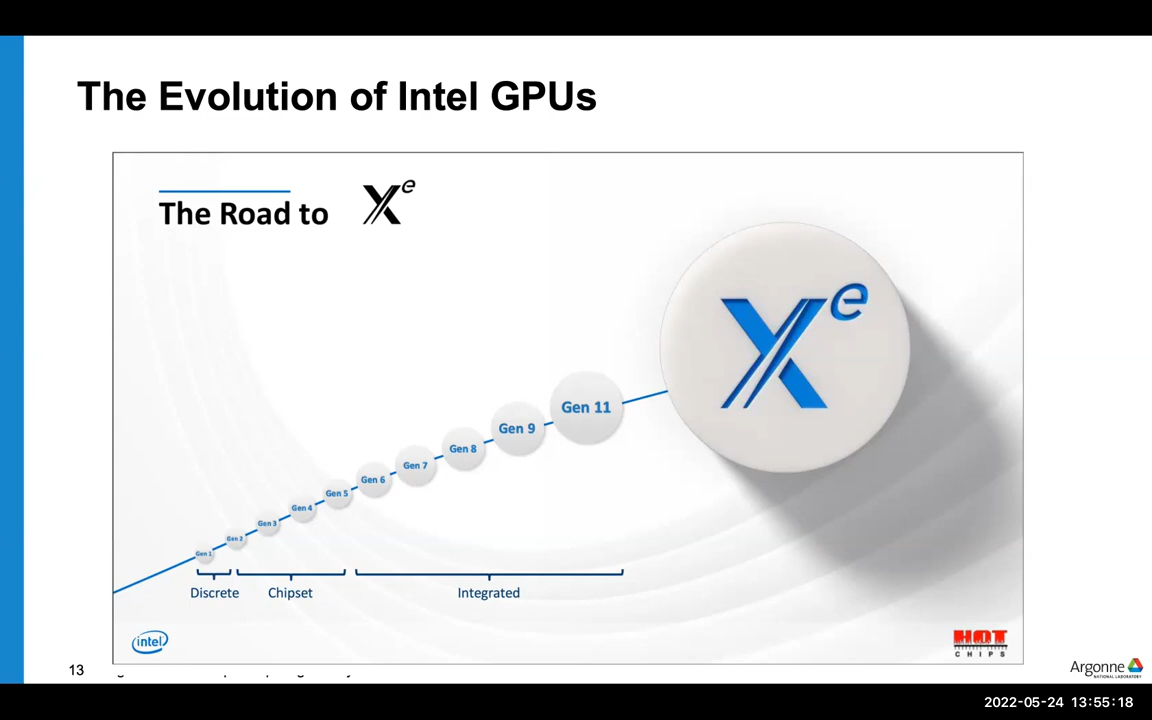 The Evolution of Intel GPUs
The Road to Xe
Xe
Gen 11
Gen 9
Gen 8
Gen 7
Gen 6
Gen 5
Gen 4
Gen 3
Gen 2
Gen 1
Discrete
Chipset
Integrated
intel
HOT
CHIPS
13
Argonne
NATIONAL LABORATORY
2022-05-24 13:55:18